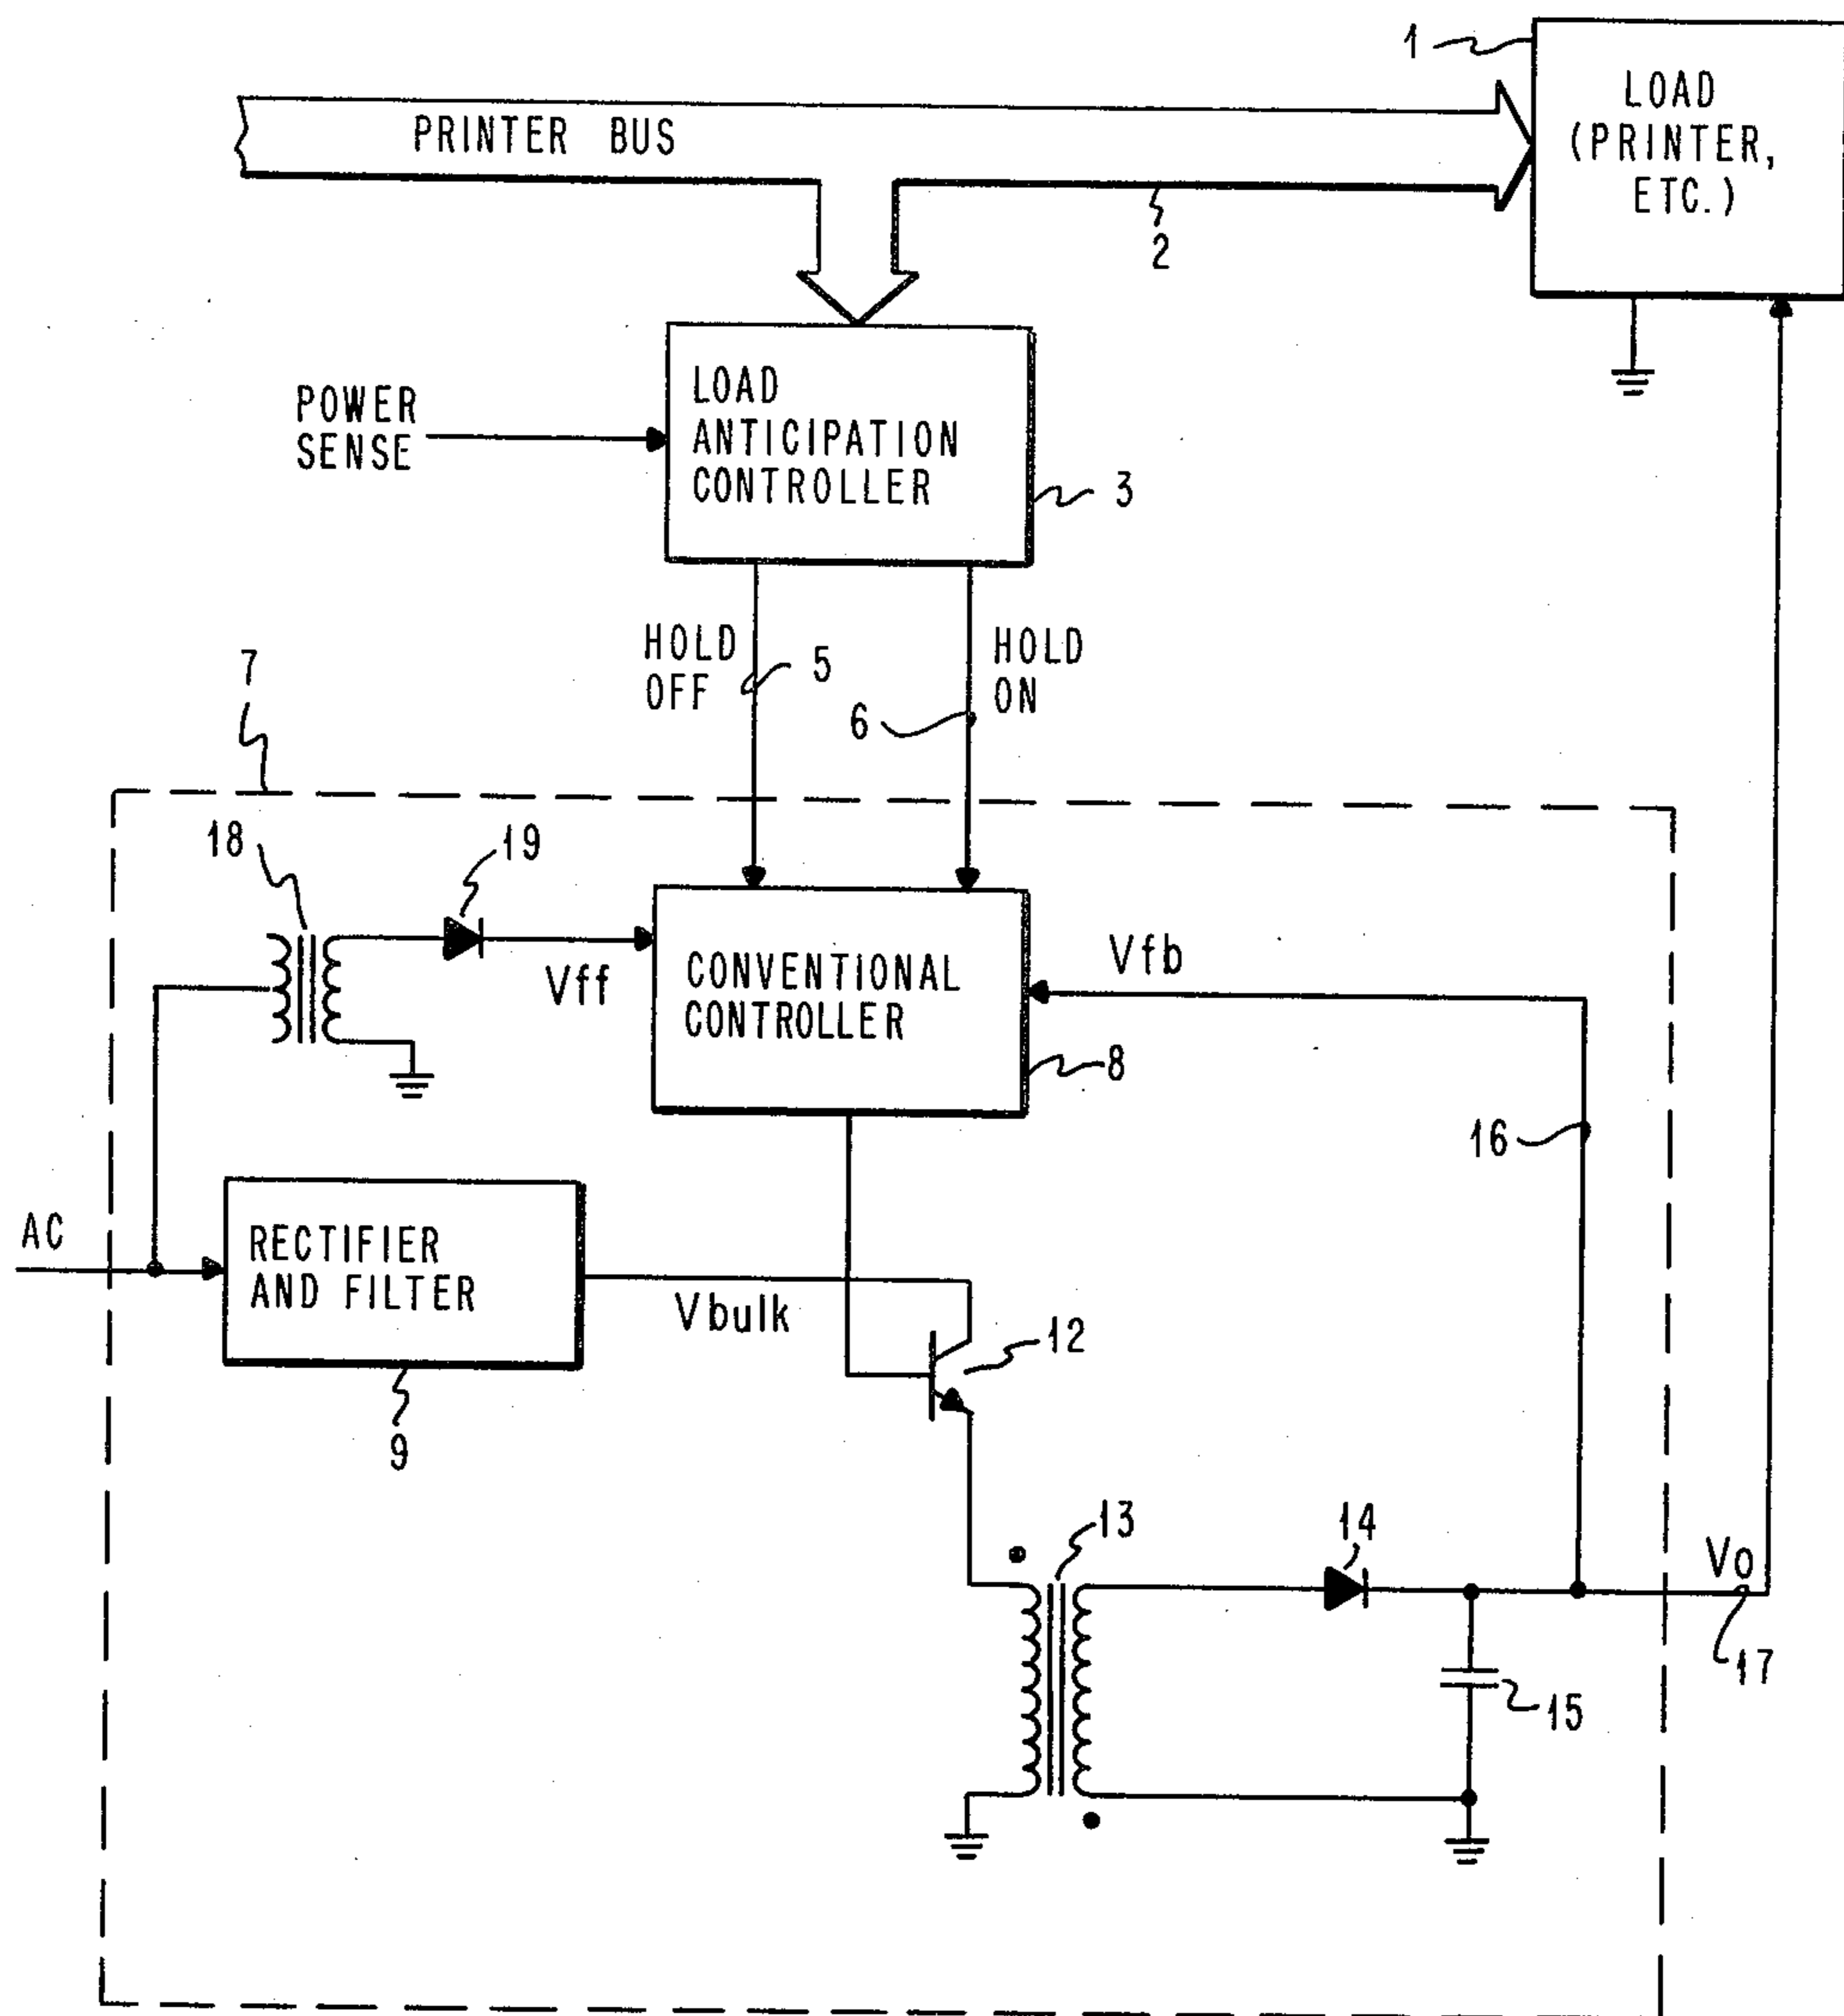 1
LOAD
(PRINTER,
ETC.)
PRINTER BUS
2
POWER
SENSE
LOAD
ANTICIPATION
CONTROLLER
3
HOLD
OFF
5
HOLD
ON
6
7
18
19
Vff
CONVENTIONAL
CONTROLLER
Vfb
8
16
AC
RECTIFIER
AND FILTER
Vbulk
9
12
13
14
Vo
17
15